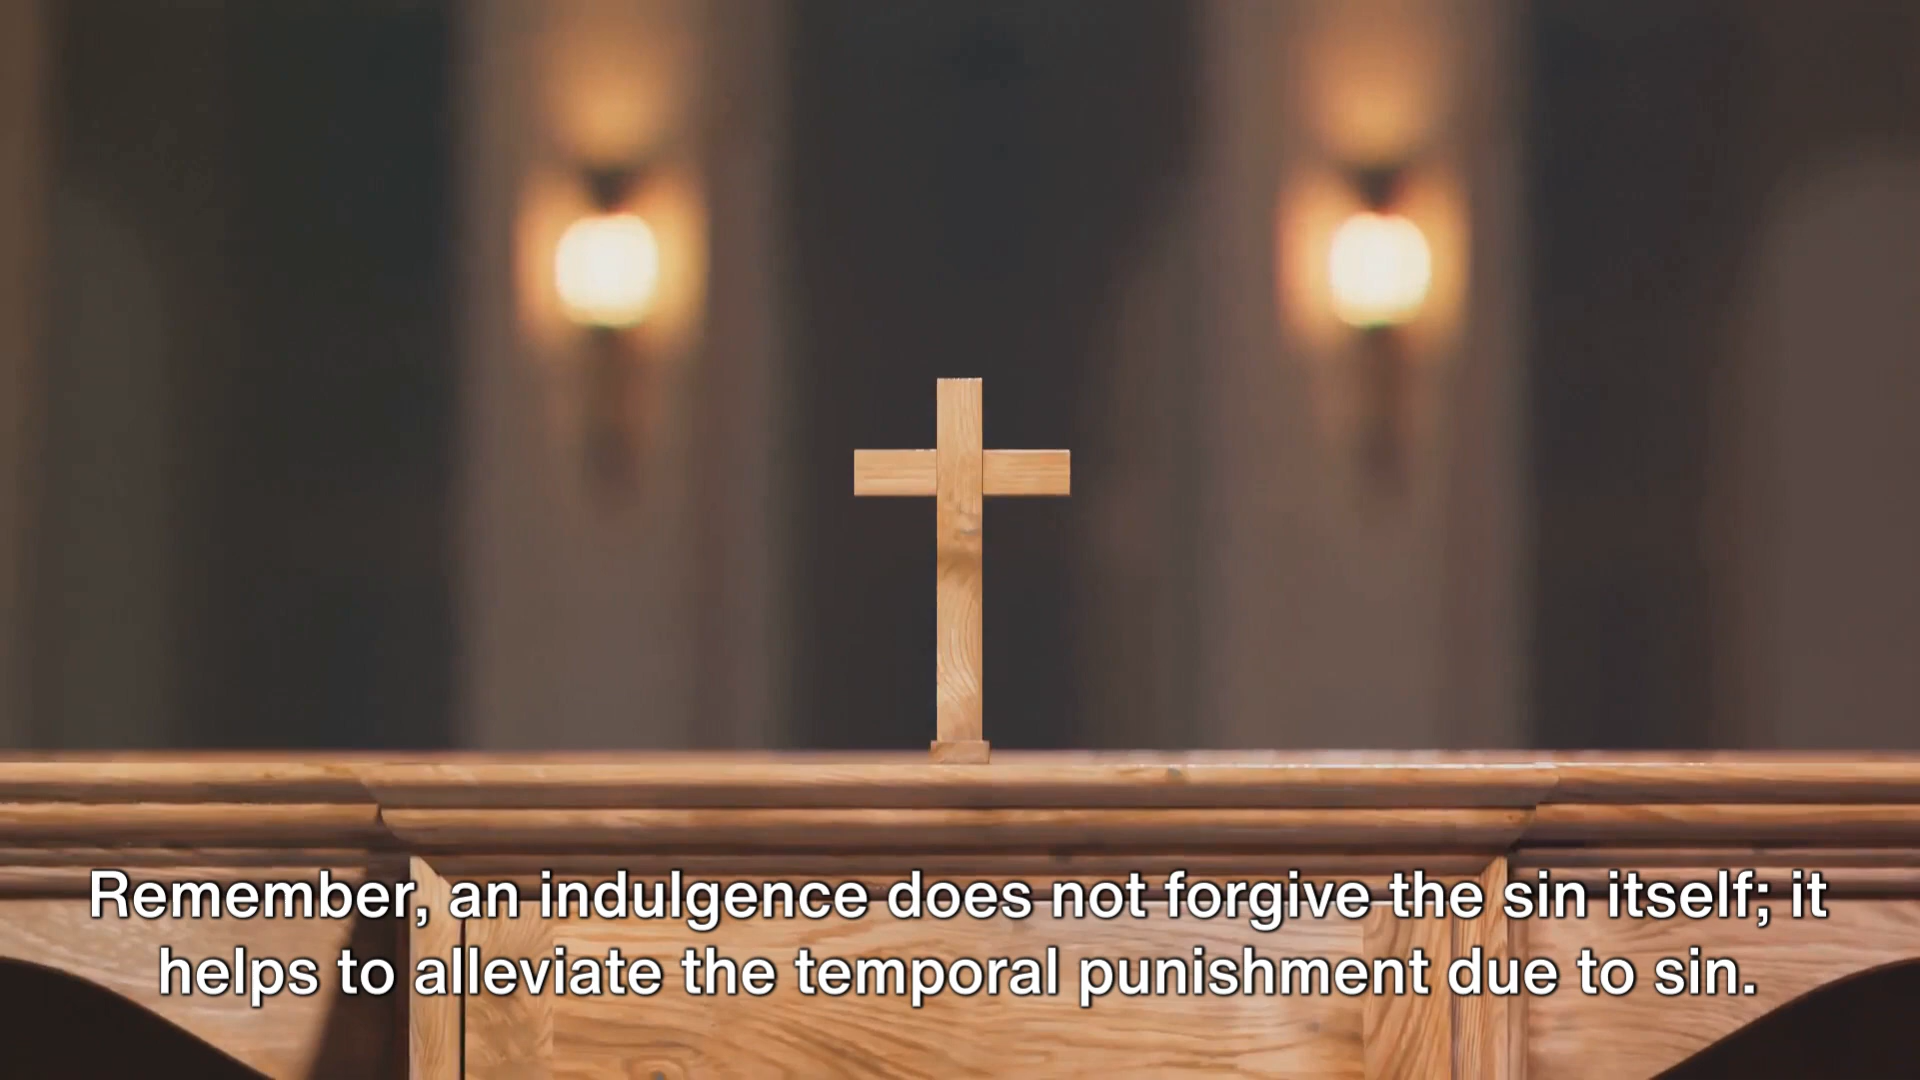 Remember, an indulgence does not forgive the sin itself; it
helps to alleviate the temporal punishment due to sin.